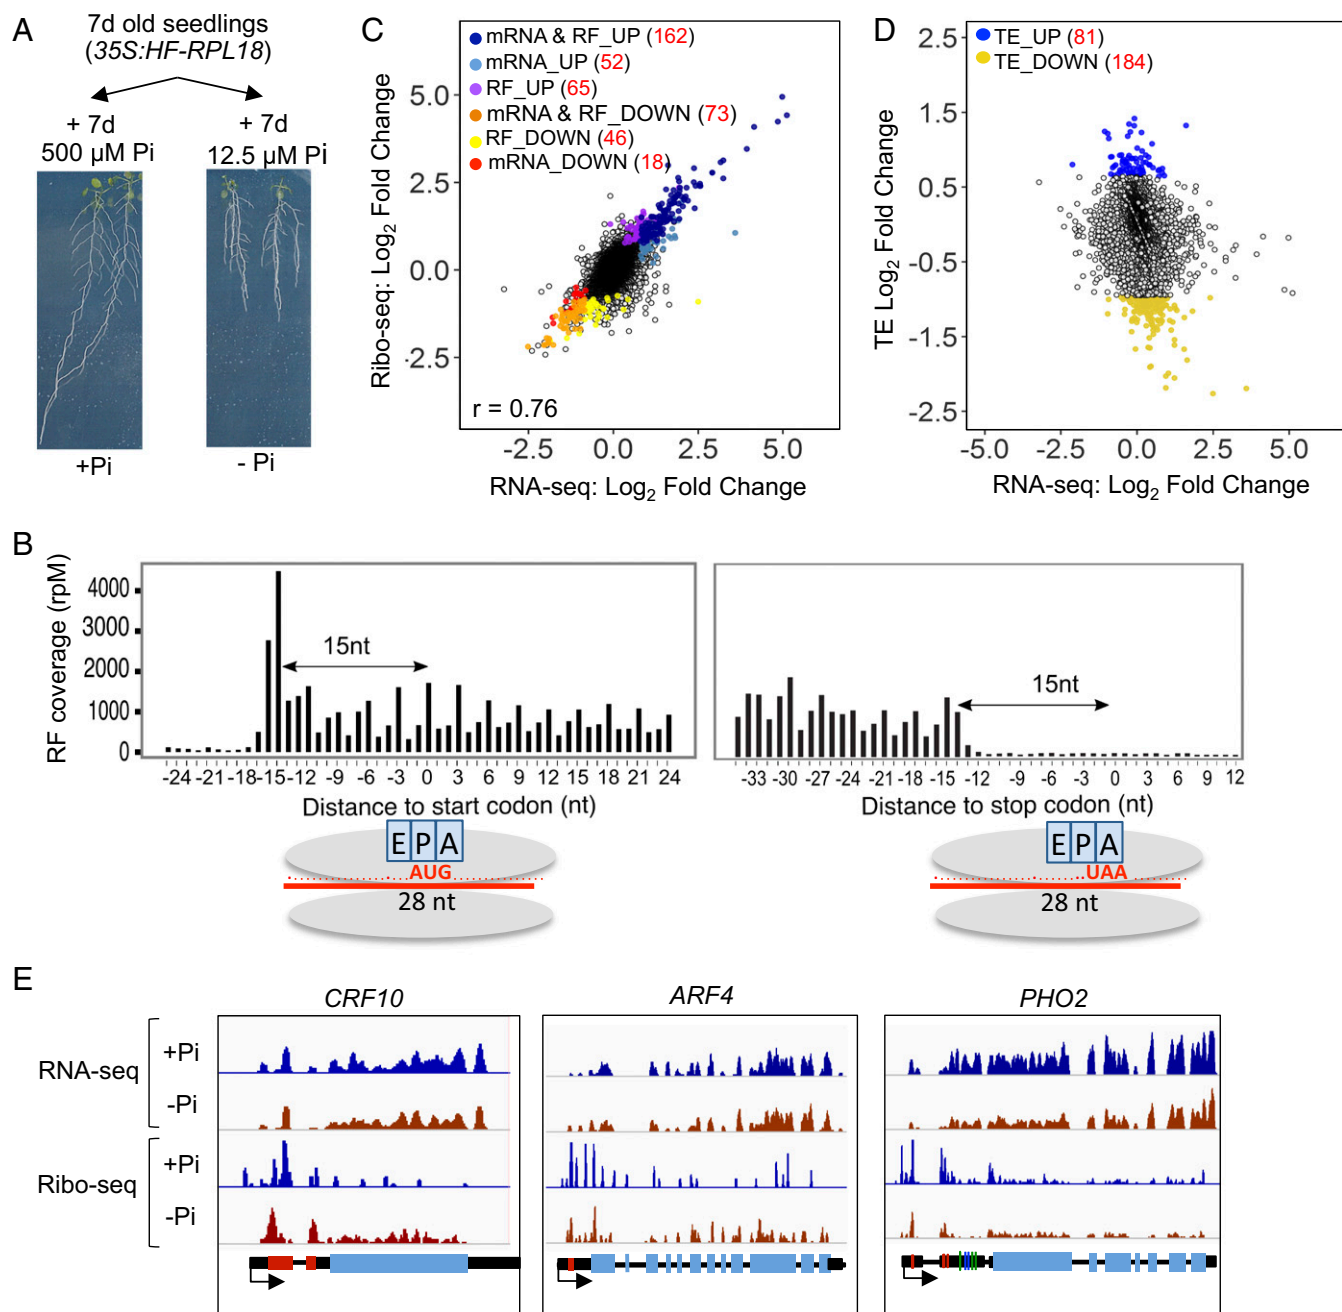 A
7d old seedlings
(35S:HF-RPL18)
+ 7d
500 µM Pi
+ 7d
12.5 µM Pi
+Pi
- Pi
C
mRNA & RF_UP (162)
mRNA_UP (52)
RF_UP (65)
mRNA & RF_DOWN (73)
RF_DOWN (46)
mRNA_DOWN (18)
Ribo-seq: Log2 Fold Change
5.0
2.5
0.0
-2.5
r = 0.76
-2.5 0.0 2.5 5.0
RNA-seq: Log2 Fold Change
D
TE_UP (81)
TE_DOWN (184)
TE Log2 Fold Change
2.5
1.5
0.5
-0.5
-1.5
-2.5
-5.0 -2.5 0.0 2.5 5.0
RNA-seq: Log2 Fold Change
B
RF coverage (rpM)
4000
3000
2000
1000
0
15nt
-24 -21 -18 -15 -12 -9 -6 -3 0 3 6 9 12 15 18 21 24
Distance to start codon (nt)
E P A
AUG
28 nt
15nt
-33 -30 -27 -24 -21 -18 -15 -12 -9 -6 -3 0 3 6 9 12
Distance to stop codon (nt)
E P A
UAA
28 nt
E
CRF10
ARF4
PHO2
RNA-seq
+Pi
-Pi
Ribo-seq
+Pi
-Pi